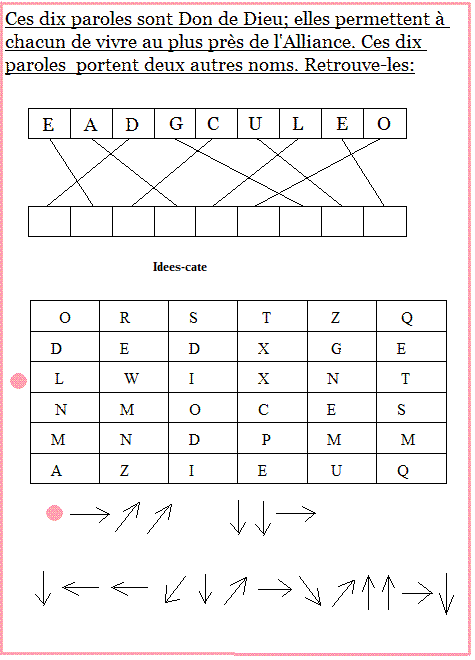 Ces dix paroles sont Don de Dieu; elles permettent à
chacun de vivre au plus près de l'Alliance. Ces dix
paroles portent deux autres noms. Retrouve-les:
E A D G C U L E O
Idees-cate
O R S T Z Q
D E D X G E
L W I X N T
N M O C E S
M N D P M M
A Z I E U Q